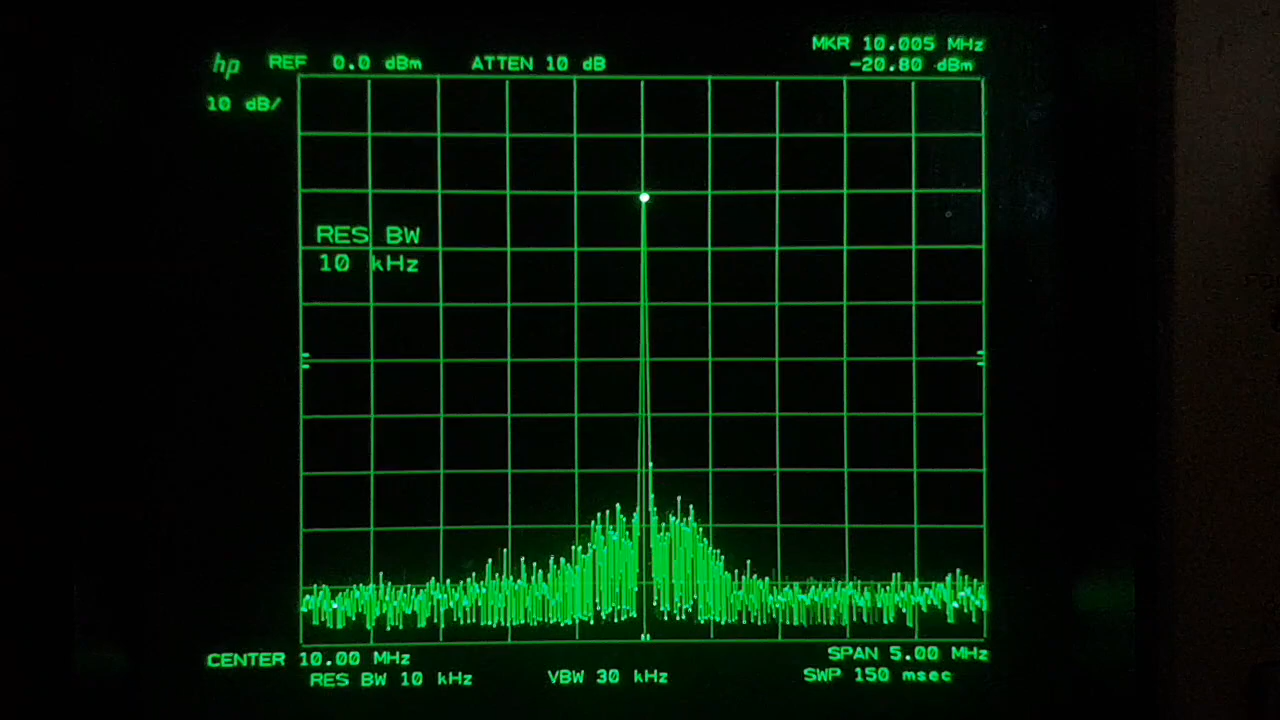 MKR 10.005 MHz
hp REF 0.0 dBm ATTEN 10 dB -20.80 dBm
10 dB/
RES BW
10 kHz
CENTER 10.00 MHz SPAN 5.00 MHz
RES BW 10 kHz VBW 30 kHz SWP 150 msec